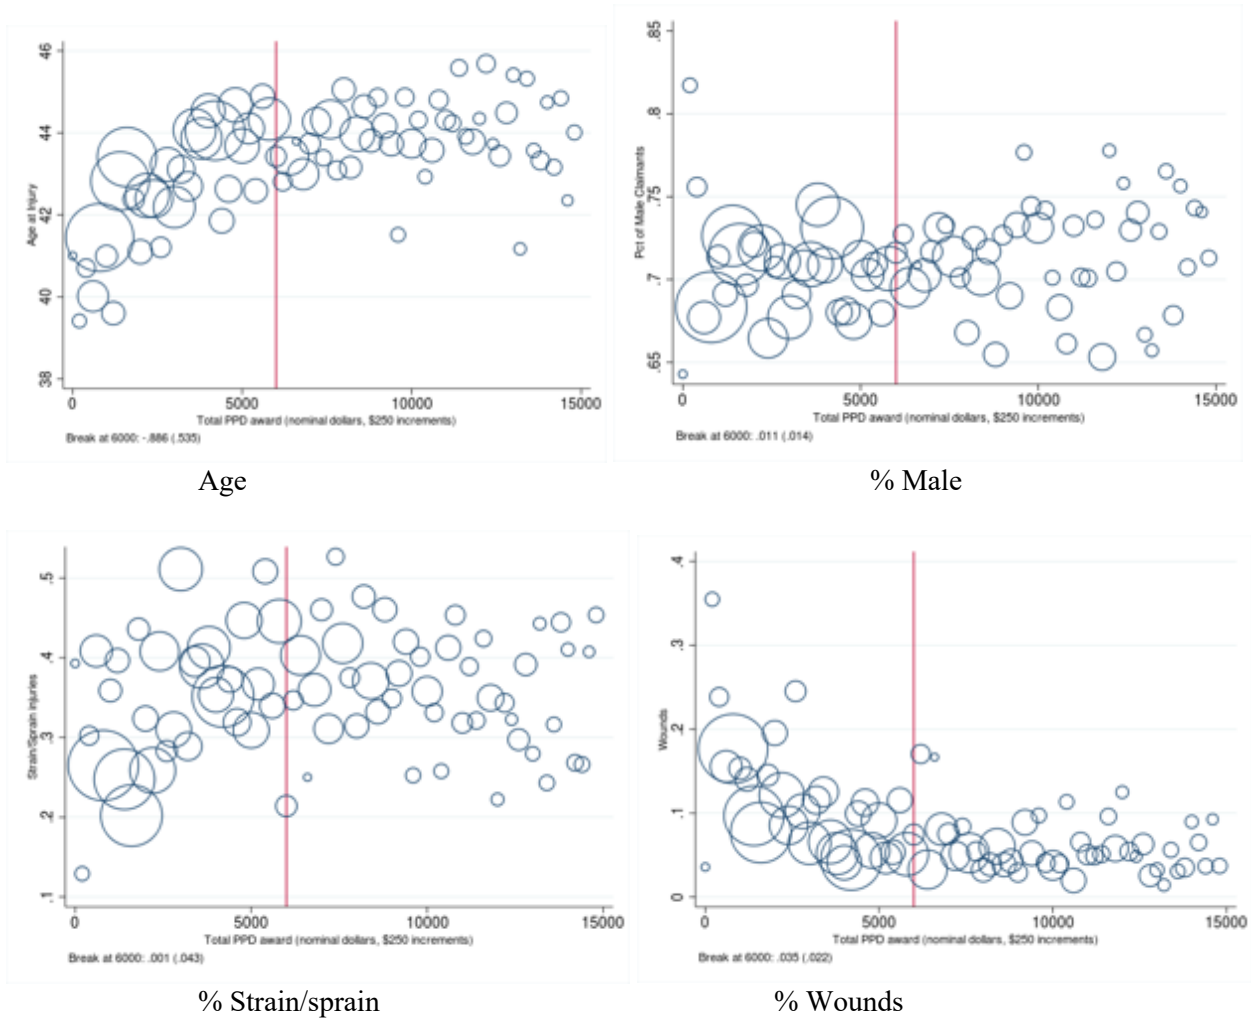 46
44
42
40
38
Age at Injury
0 5000 10000 15000
Total PPD award (nominal dollars, $250 increments)
Break at 6000: -.886 (.535)
Age
.85
.8
.75
.7
.65
Pct of Male Claimants
0 5000 10000 15000
Total PPD award (nominal dollars, $250 increments)
Break at 6000: .011 (.014)
% Male
.5
.4
.3
.2
.1
Strain/Sprain injuries
0 5000 10000 15000
Total PPD award (nominal dollars, $250 increments)
Break at 6000: .001 (.043)
% Strain/sprain
.4
.3
.2
.1
0
Wounds
0 5000 10000 15000
Total PPD award (nominal dollars, $250 increments)
Break at 6000: .035 (.022)
% Wounds